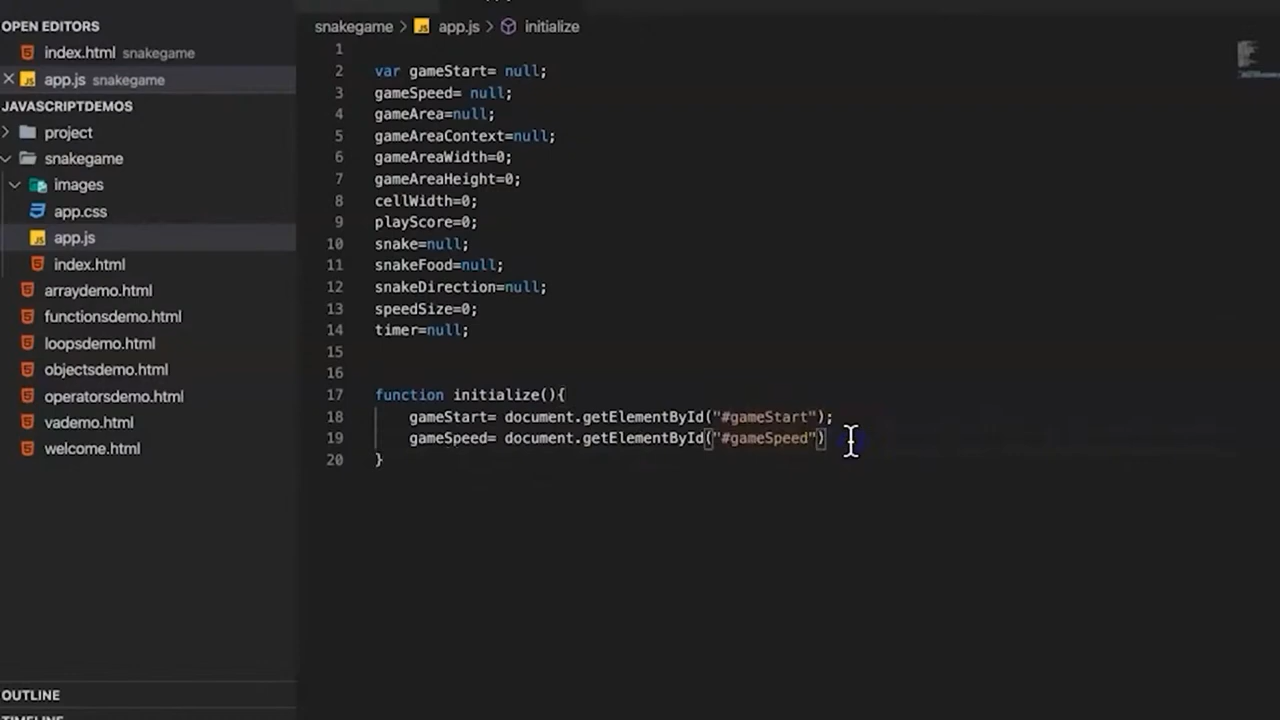 OPEN EDITORS
index.html snakegame
app.js snakegame
JAVASCRIPTDEMOS
project
snakegame
images
app.css
app.js
index.html
arraydemo.html
functionsdemo.html
loopsdemo.html
objectsdemo.html
operatorsdemo.html
vademo.html
welcome.html
OUTLINE
snakegame > JS app.js > initialize
1
2 var gameStart= null;
3 gameSpeed= null;
4 gameArea=null;
5 gameAreaContext=null;
6 gameAreaWidth=0;
7 gameAreaHeight=0;
8 cellWidth=0;
9 playScore=0;
10 snake=null;
11 snakeFood=null;
12 snakeDirection=null;
13 speedSize=0;
14 timer=null;
15
16
17 function initialize(){
18 gameStart= document.getElementById("#gameStart");
19 gameSpeed= document.getElementById("#gameSpeed")
20 }